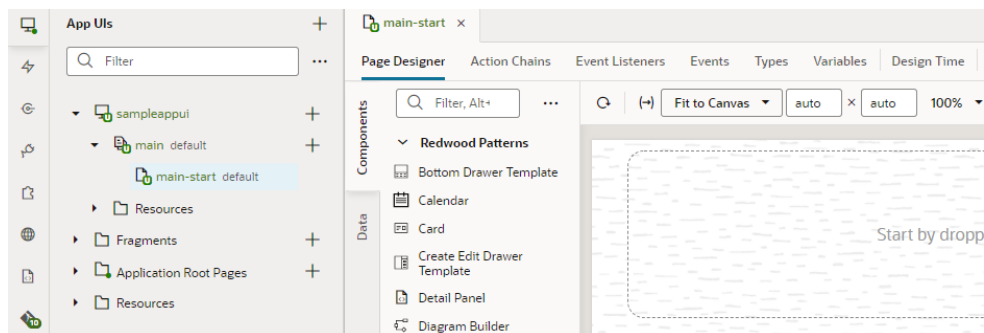 App UIs
Filter
sampleappui
main default
main-start default
Resources
Fragments
Application Root Pages
Resources
10
main-start
Page Designer Action Chains Event Listeners Events Types Variables Design Time
Components
Data
Filter, Alt+
Redwood Patterns
Bottom Drawer Template
Calendar
Card
Create Edit Drawer
Template
Detail Panel
Diagram Builder
Fit to Canvas auto × auto 100%
Start by dropp